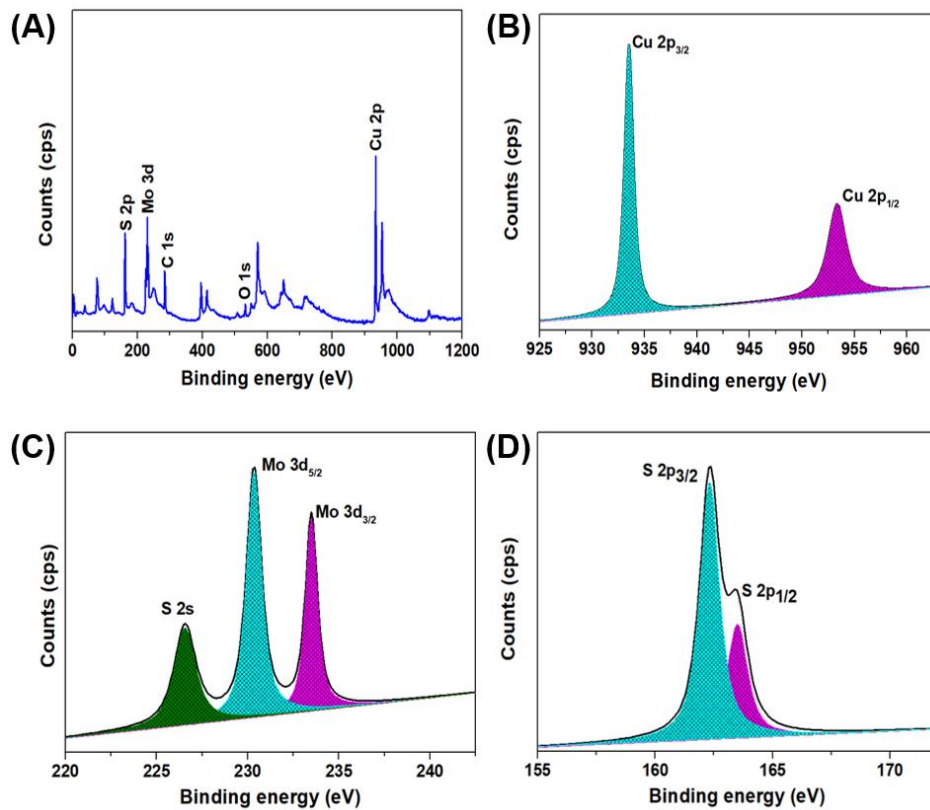 (A)
Counts (cps)
S 2p
Mo 3d
C 1s
O 1s
Cu 2p
0 200 400 600 800 1000 1200
Binding energy (eV)
(B)
Counts (cps)
Cu 2p3/2
Cu 2p1/2
925 930 935 940 945 950 955 960
Binding energy (eV)
(C)
Counts (cps)
S 2s
Mo 3d5/2
Mo 3d3/2
220 225 230 235 240
Binding energy (eV)
(D)
Counts (cps)
S 2p3/2
S 2p1/2
155 160 165 170
Binding energy (eV)